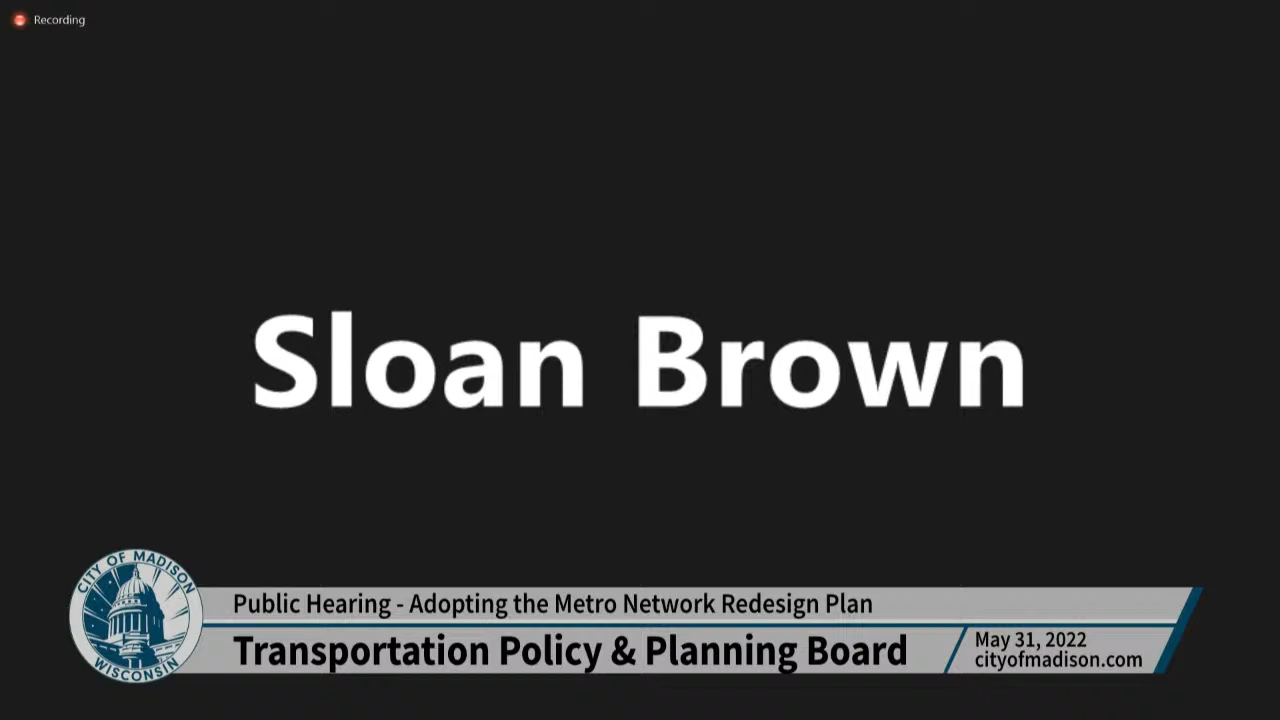 Recording
Sloan Brown
CITY OF MADISON
WISCONSIN
Public Hearing - Adopting the Metro Network Redesign Plan
Transportation Policy & Planning Board
May 31, 2022
cityofmadison.com